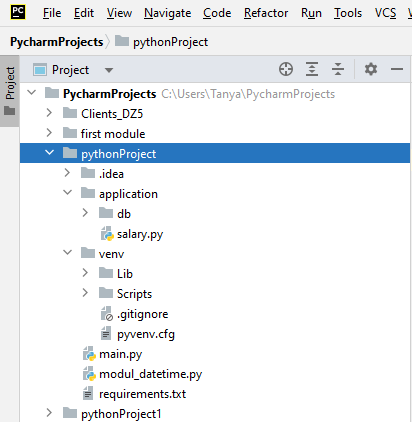 PC File Edit View Navigate Code Refactor Run Tools VCS
PycharmProjects pythonProject
Project
Project
PycharmProjects C:\Users\Tanya\PycharmProjects
Clients_DZ5
first module
pythonProject
.idea
application
db
salary.py
venv
Lib
Scripts
.gitignore
pyvenv.cfg
main.py
modul_datetime.py
requirements.txt
pythonProject1